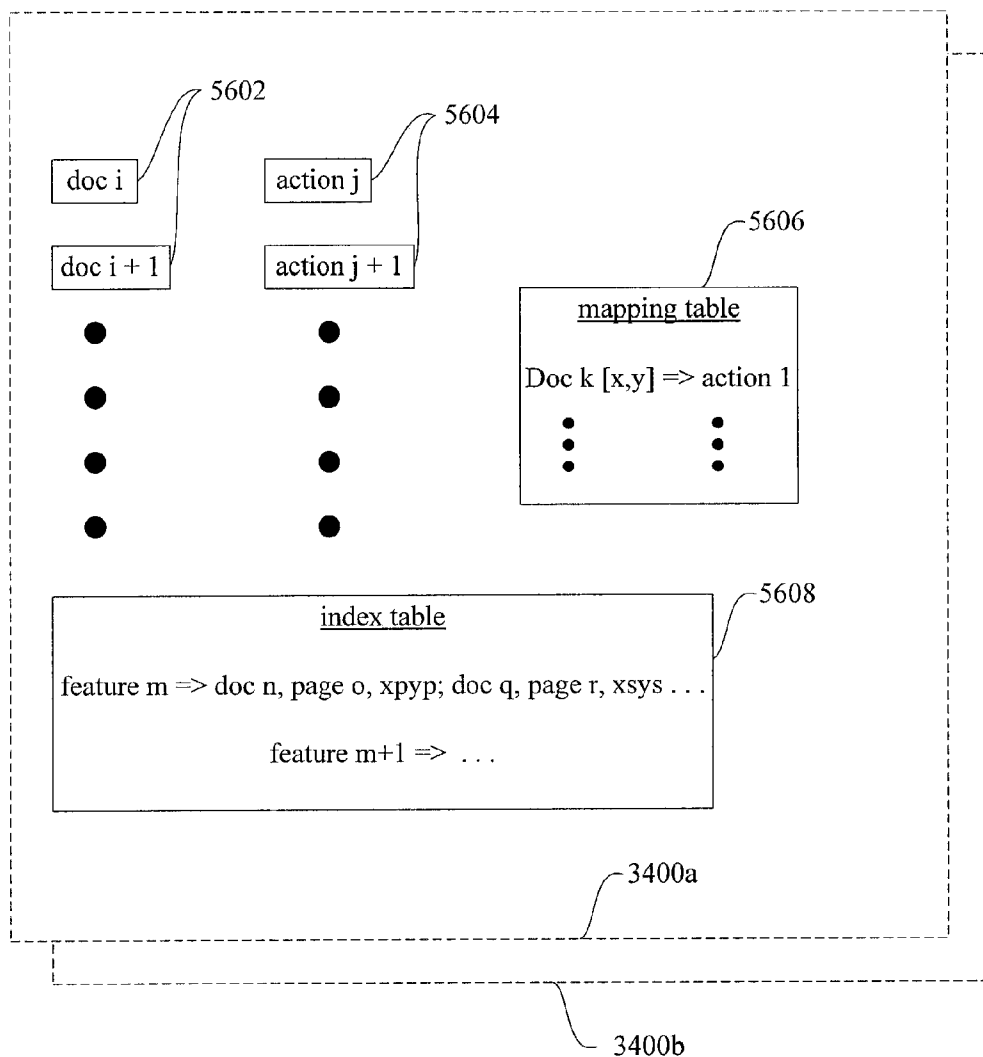 5602
5604
doc i
action j
doc i + 1
action j + 1
5606
mapping table
Doc k [x,y] => action 1
5608
index table
feature m => doc n, page o, xpyp; doc q, page r, xsys . . .
feature m+1 => . . .
3400a
3400b